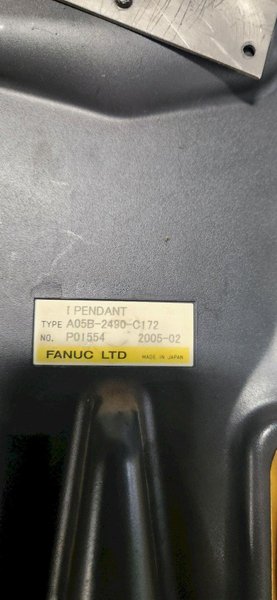 i PENDANT
TYPE A05B-2490-C172
NO. P01554 2005-02
FANUC LTD MADE IN JAPAN